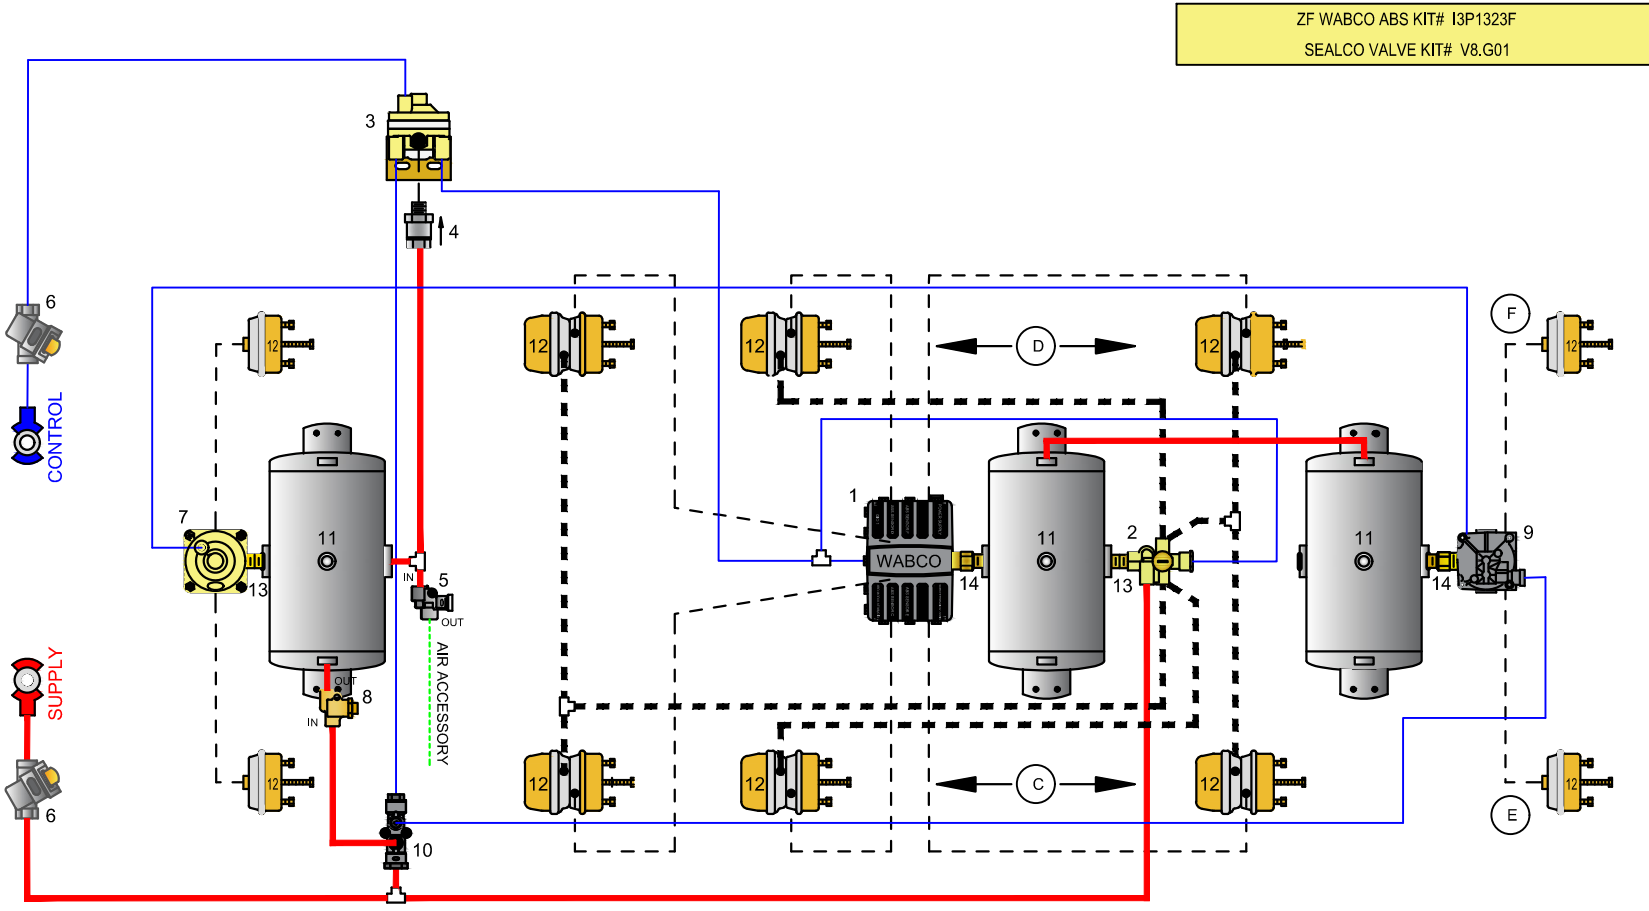 ZF WABCO ABS KIT# I3P1323F
SEALCO VALVE KIT# V8.G01
3
4
6
CONTROL
12
12
12
D
12
F
12
7
13
11
IN
5
OUT
AIR ACCESSORY
1
WABCO
14
11
2
13
11
14
9
SUPPLY
OUT
8
IN
6
12
12
12
C
12
E
12
10